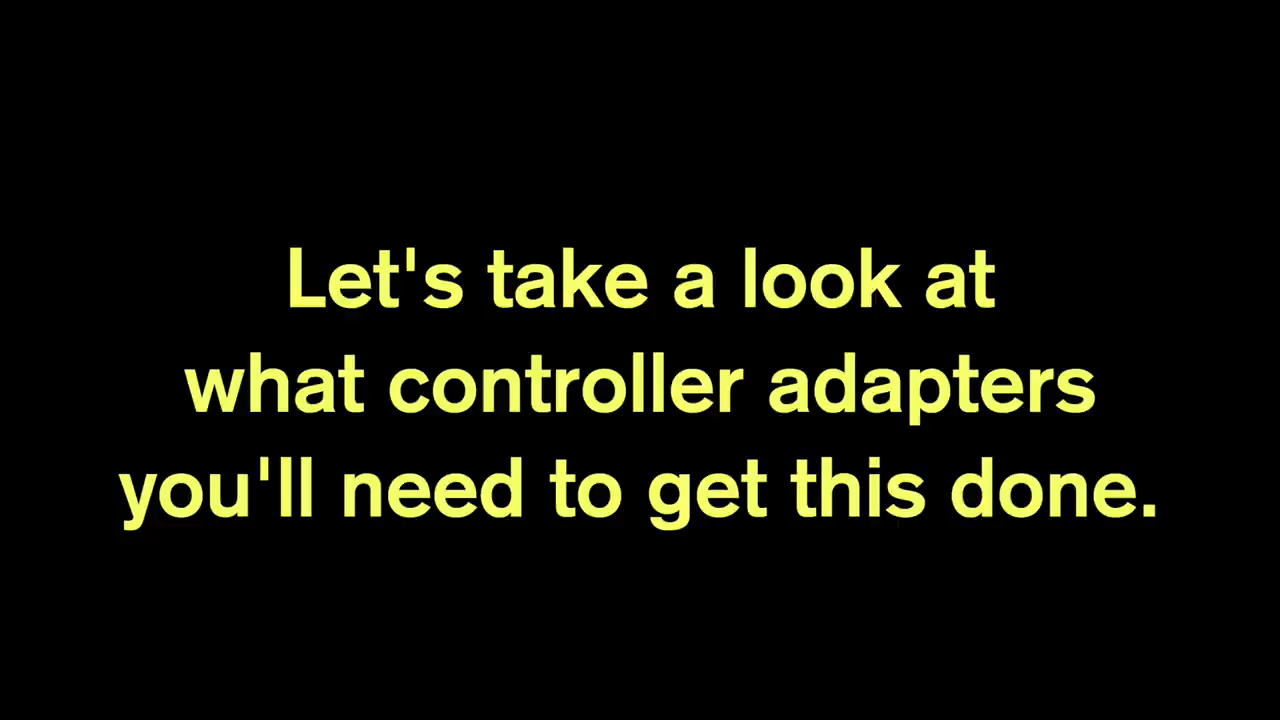 Let's take a look at
what controller adapters
you'll need to get this done.